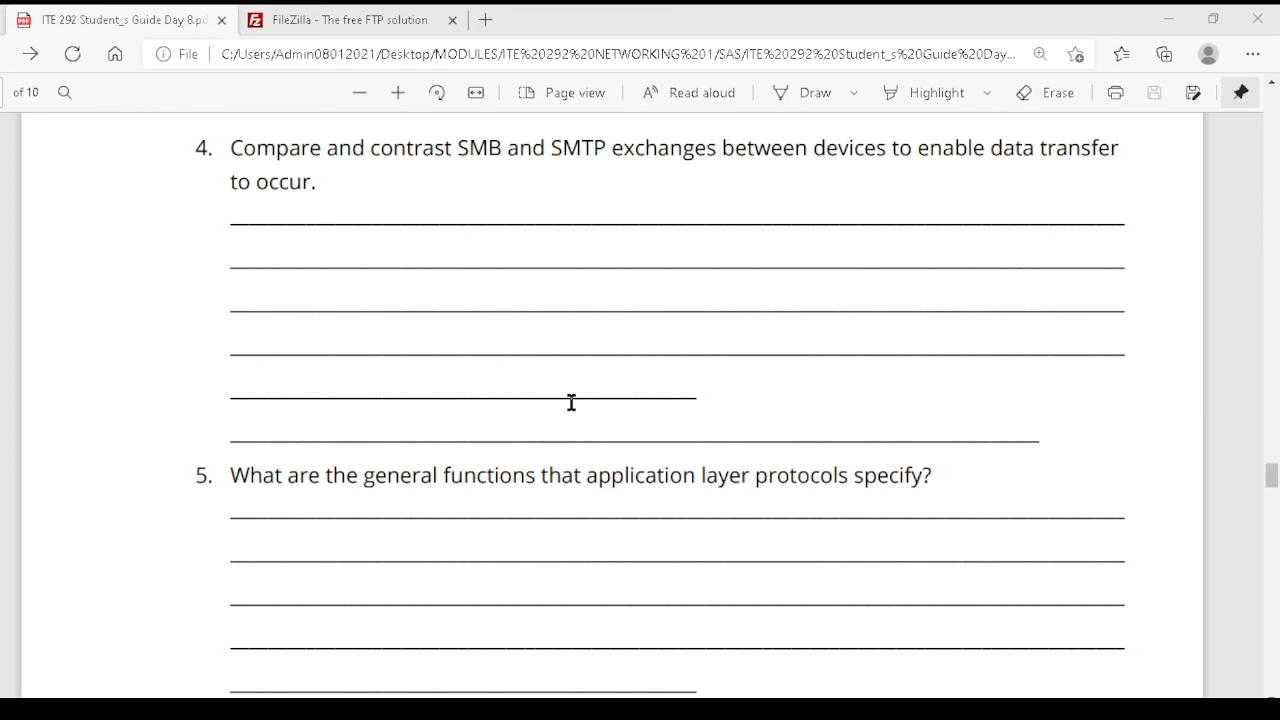 ITE 292 Student_s Guide Day 8.pd
FileZilla - The free FTP solution
File
C:/Users/Admin08012021/Desktop/MODULES/ITE%20292%20NETWORKING%201/SAS/ITE%20292%20Student_s%20Guide%20Day...
of 10
Page view
Read aloud
Draw
Highlight
Erase
4. Compare and contrast SMB and SMTP exchanges between devices to enable data transfer
to occur.
5. What are the general functions that application layer protocols specify?